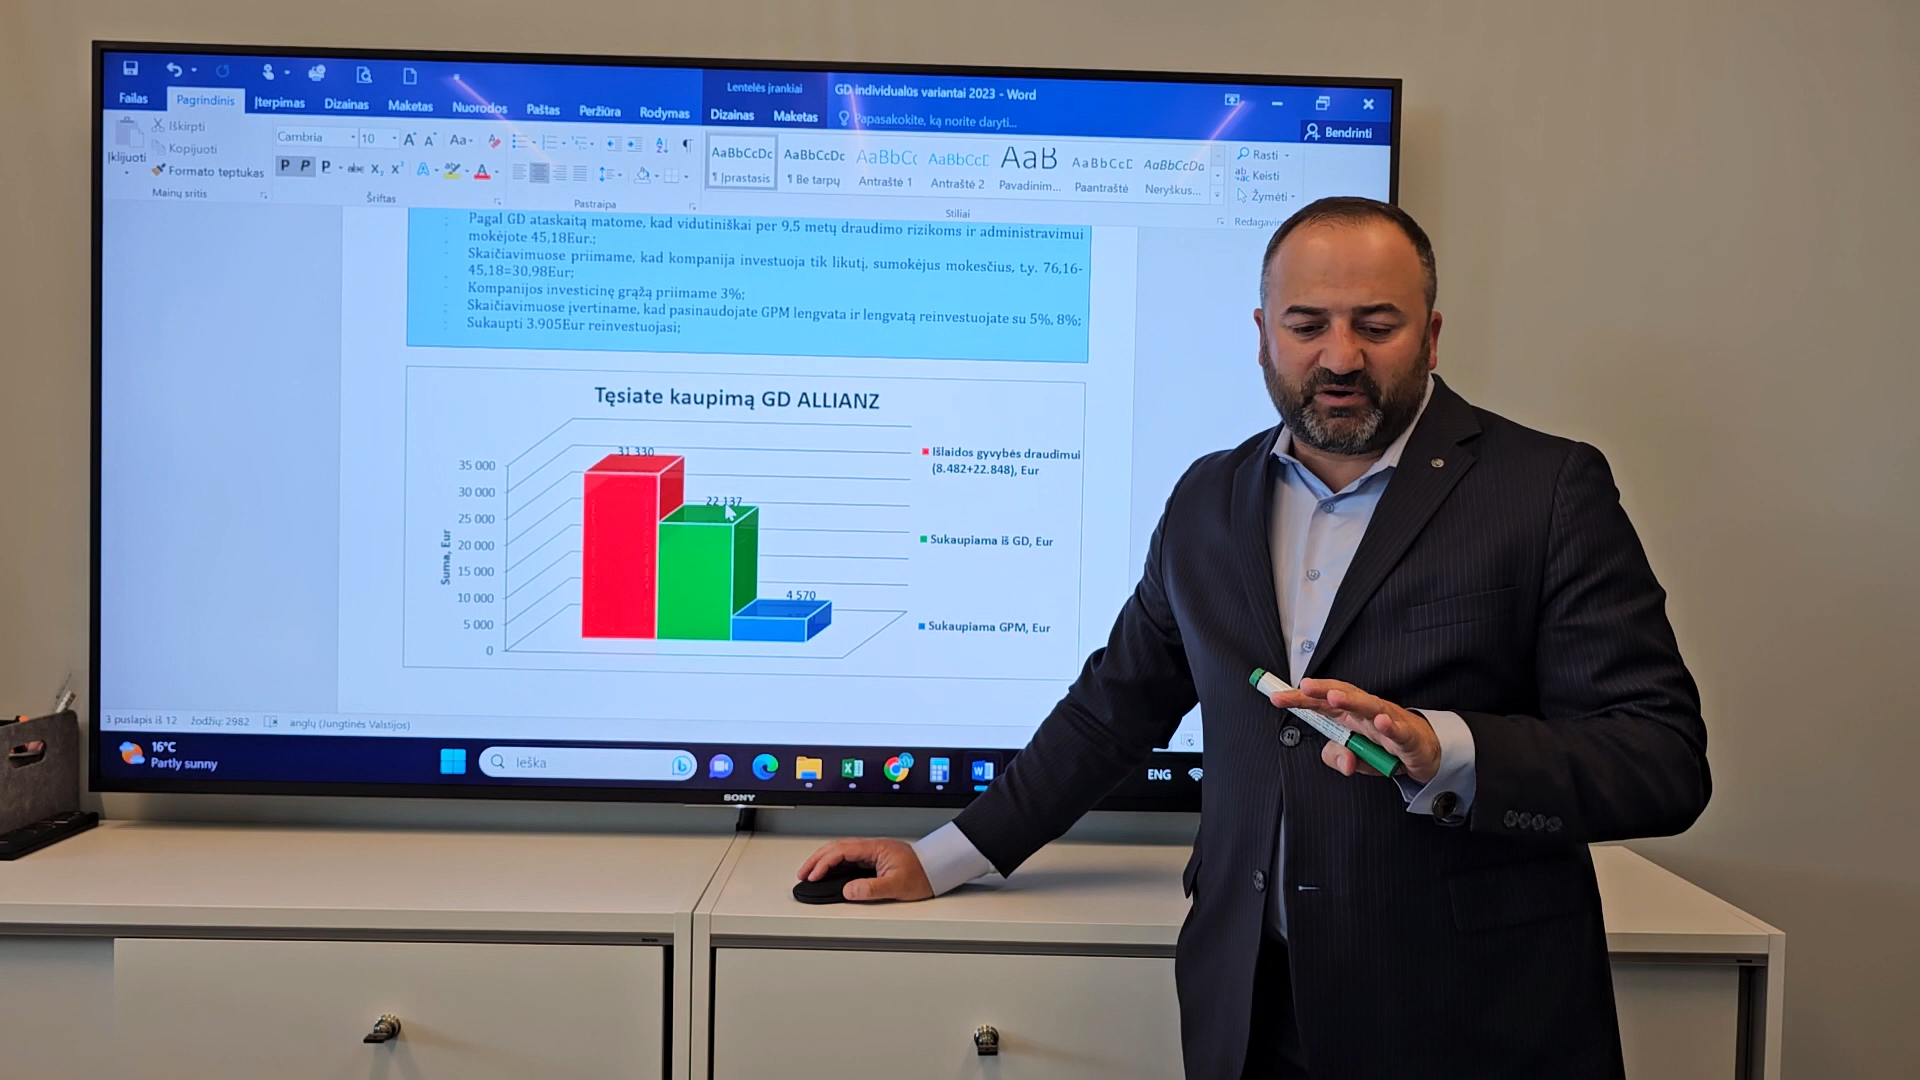 Lentelės įrankiai
GD individualūs variantai 2023 - Word
Failas
Pagrindinis
Įterpimas
Dizainas
Maketas
Nuorodos
Paštas
Peržiūra
Rodymas
Dizainas
Maketas
Papasakokite, ką norite daryti...
Bendrinti
Įklijuoti
Iškirpti
Kopijuoti
Formato teptukas
Mainų sritis
Cambria
10
Aa
P P P abc X₂ X²
Šriftas
Pastraipa
AaBbCcDc
¶ Įprastasis
AaBbCcDc
¶ Be tarpų
AaBbCc
Antraštė 1
AaBbCcE
Antraštė 2
AaB
Pavadinim...
AaBbCcE
Paantraštė
AaBbCcDa
Neryškus...
Stiliai
Rasti
Keisti
Žymėti
Redagavim
Pagal GD ataskaitą matome, kad vidutiniškai per 9,5 metų draudimo rizikoms ir administravimui
mokėjote 45,18Eur.;
Skaičiavimuose priimame, kad kompanija investuoja tik likutį, sumokėjus mokesčius, t.y. 76,16-
45,18=30,98Eur;
Kompanijos investicinę grąžą priimame 3%;
Skaičiavimuose įvertiname, kad pasinaudojate GPM lengvata ir lengvatą reinvestuojate su 5%, 8%;
Sukaupti 3.905Eur reinvestuojasi;
Tęsiate kaupimą GD ALLIANZ
Suma, Eur
35 000
30 000
25 000
20 000
15 000
10 000
5 000
0
31 330
22 137
4 570
Išlaidos gyvybės draudimui
(8.482+22.848), Eur
Sukaupiama iš GD, Eur
Sukaupiama GPM, Eur
3 puslapis iš 12
žodžių: 2982
anglų (Jungtinės Valstijos)
16°C
Partly sunny
Ieška
ENG
SONY